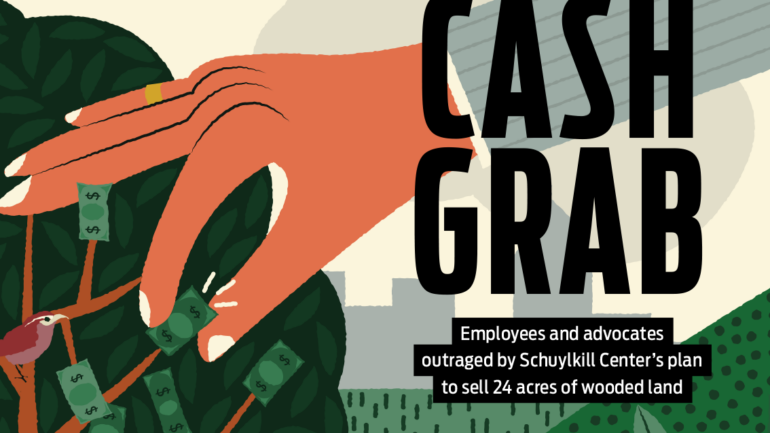 CASH
GRAB
Employees and advocates
outraged by Schuylkill Center’s plan
to sell 24 acres of wooded land
$ $
$ $
$ $
$ $
$